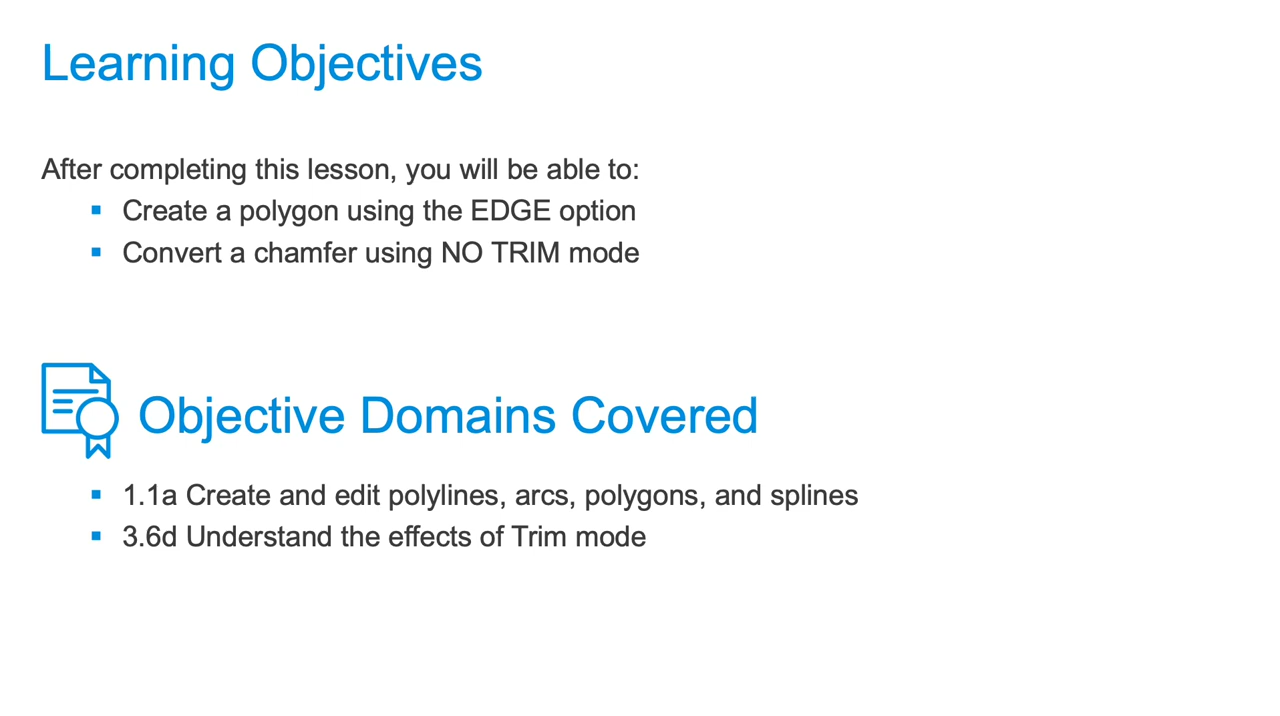 Learning Objectives
After completing this lesson, you will be able to:
Create a polygon using the EDGE option
Convert a chamfer using NO TRIM mode
Objective Domains Covered
1.1a Create and edit polylines, arcs, polygons, and splines
3.6d Understand the effects of Trim mode